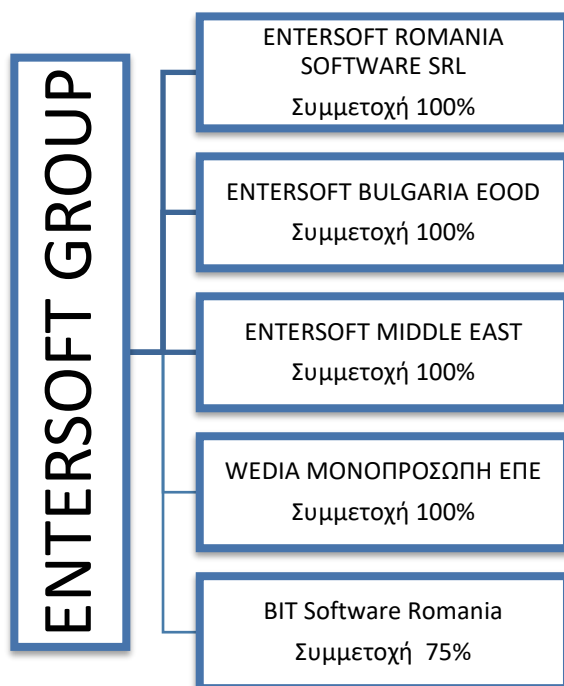 ENTERSOFT GROUP
ENTERSOFT ROMANIA
SOFTWARE SRL
Συμμετοχή 100%
ENTERSOFT BULGARIA EOOD
Συμμετοχή 100%
ENTERSOFT MIDDLE EAST
Συμμετοχή 100%
WEDIA ΜΟΝΟΠΡΟΣΩΠΗ ΕΠΕ
Συμμετοχή 100%
BIT Software Romania
Συμμετοχή 75%